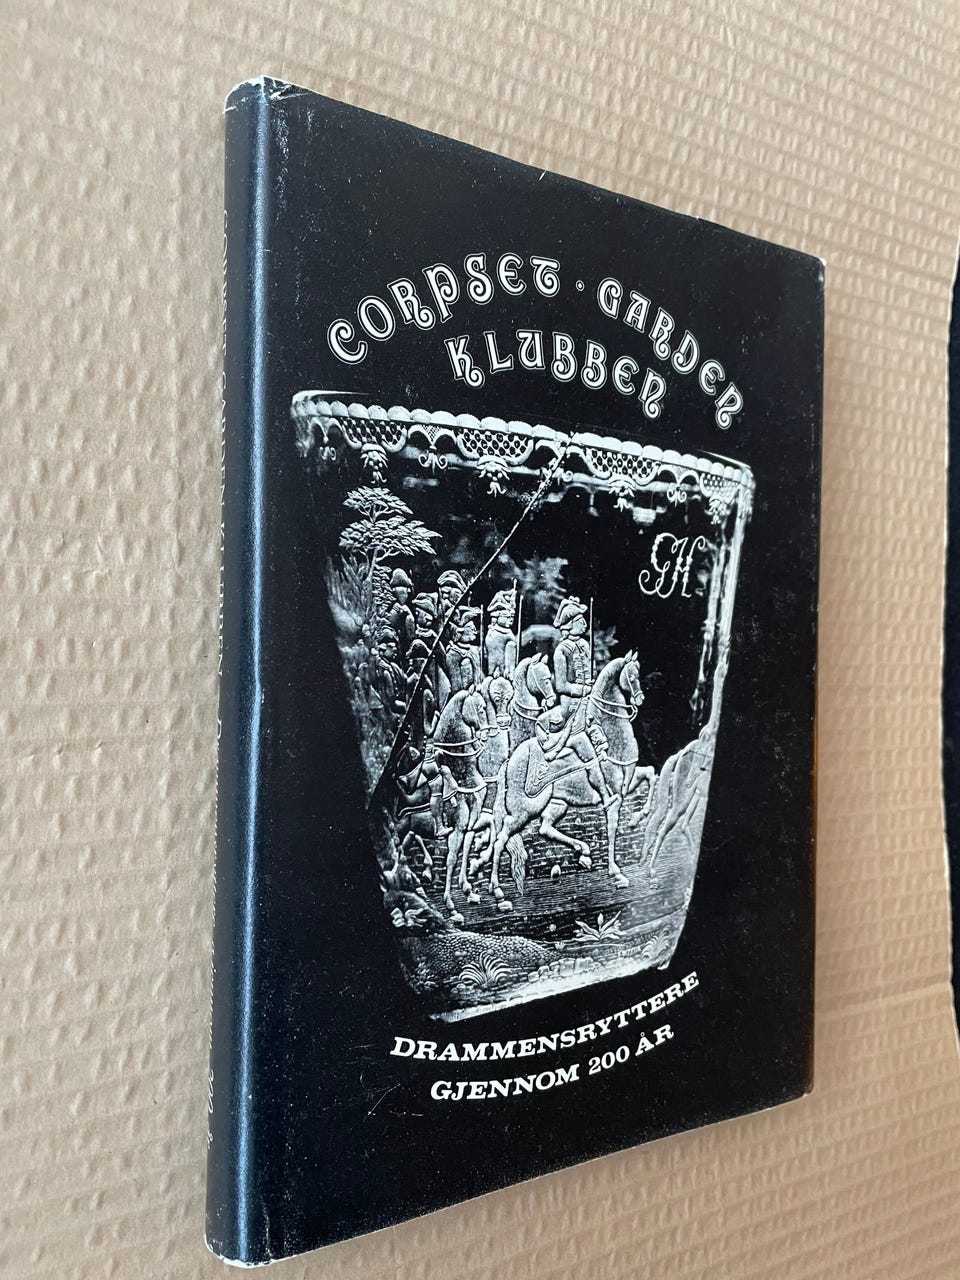 CORPSET · GARDEN
KLUBBEN
GH
DRAMMENSRYTTERE
GJENNOM 200 ÅR